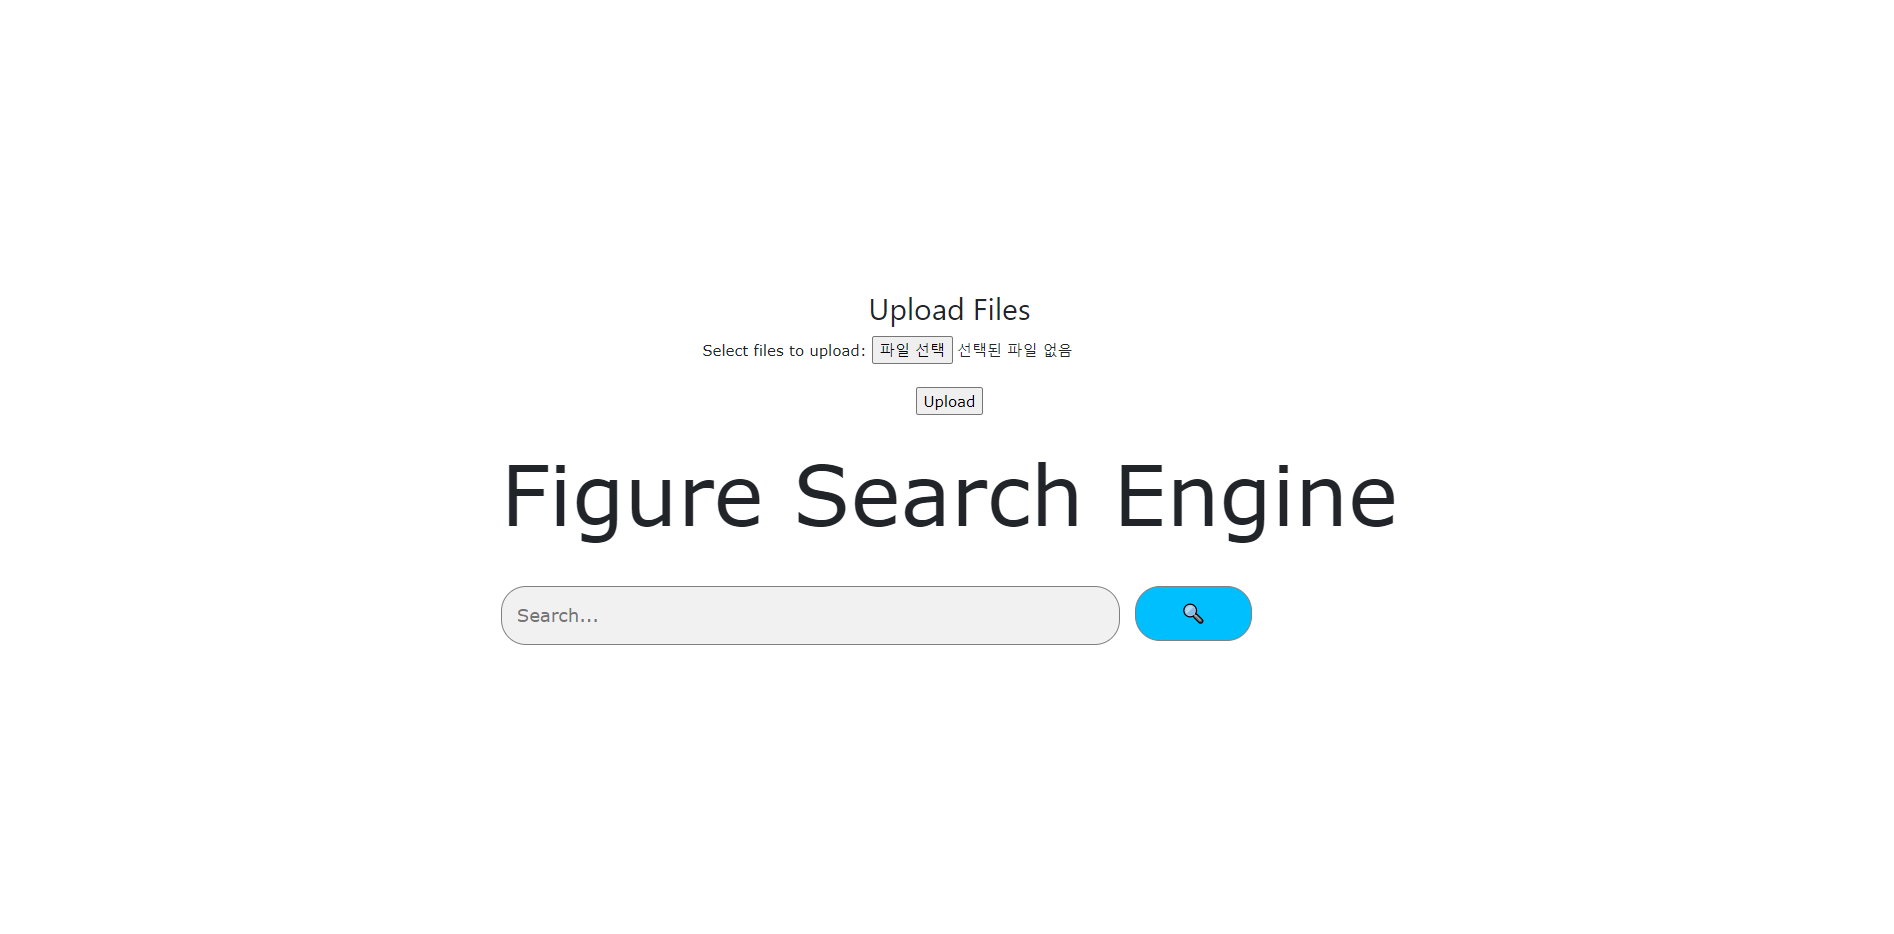 Upload Files
Select files to upload: 파일 선택 선택된 파일 없음
Upload
Figure Search Engine
Search...